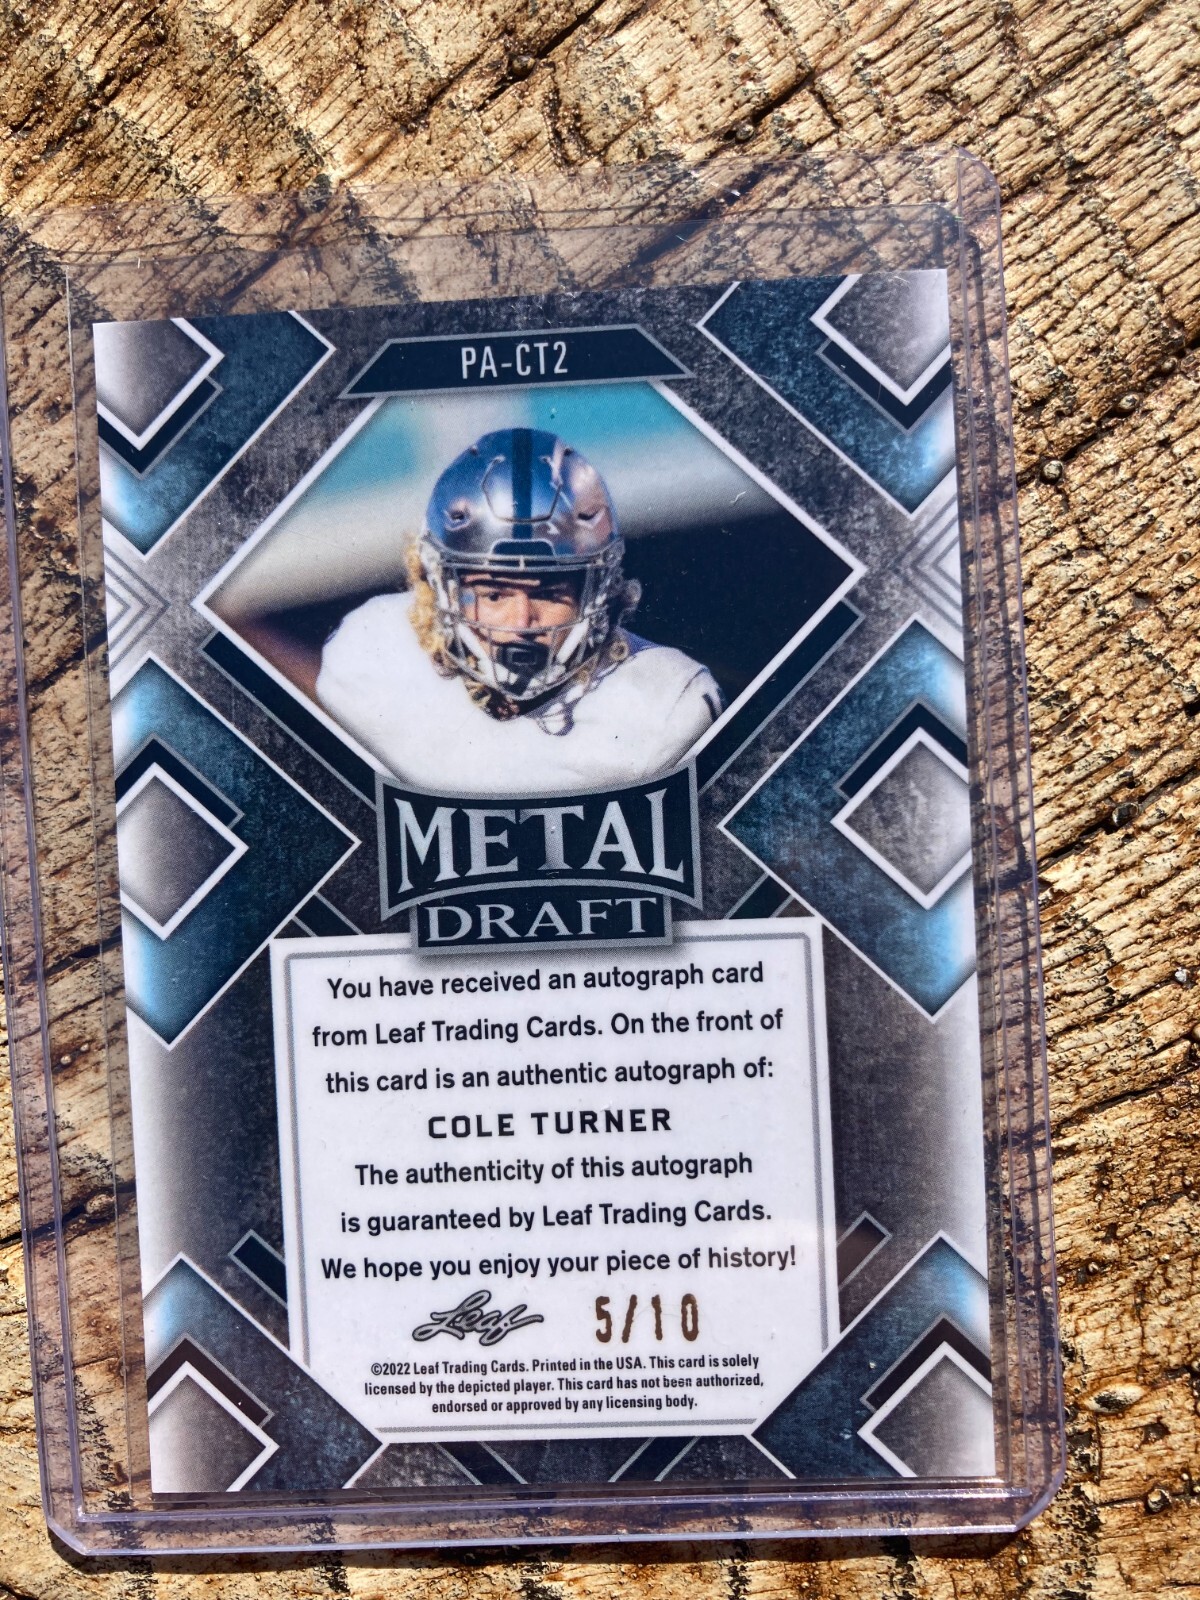 PA-CT2
METAL
DRAFT
You have received an autograph card
from Leaf Trading Cards. On the front of
this card is an authentic autograph of:
COLE TURNER
The authenticity of this autograph
is guaranteed by Leaf Trading Cards.
We hope you enjoy your piece of history!
Leaf 5/10
©2022 Leaf Trading Cards. Printed in the USA. This card is solely
licensed by the depicted player. This card has not been authorized,
endorsed or approved by any licensing body.